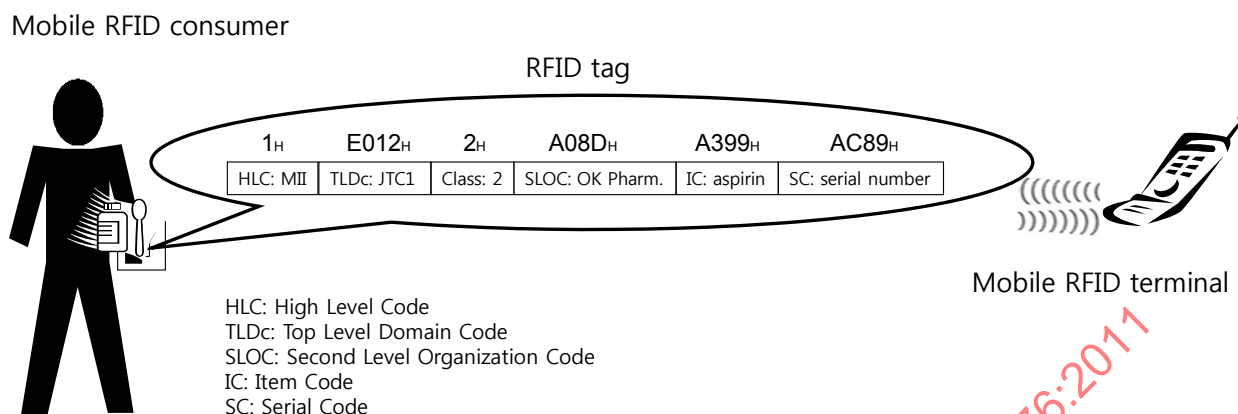 Mobile RFID consumer
RFID tag
1H E012H 2H A08DH A399H AC89H
HLC: MII TLDc: JTC1 Class: 2 SLOC: OK Pharm. IC: aspirin SC: serial number
Mobile RFID terminal
HLC: High Level Code
TLDc: Top Level Domain Code
SLOC: Second Level Organization Code
IC: Item Code
SC: Serial Code
76:2011